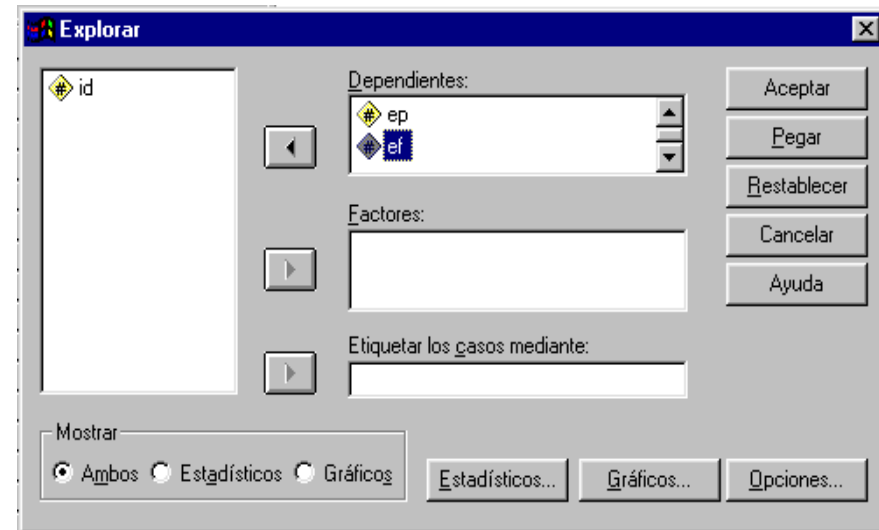 Explorar
id
Dependientes:
ep
ef
Factores:
Etiquetar los casos mediante:
Aceptar
Pegar
Restablecer
Cancelar
Ayuda
Mostrar
Ambos Estadísticos Gráficos
Estadísticos... Gráficos... Opciones...